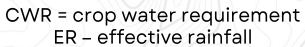 CWR = crop water requirement
ER – effective rainfall